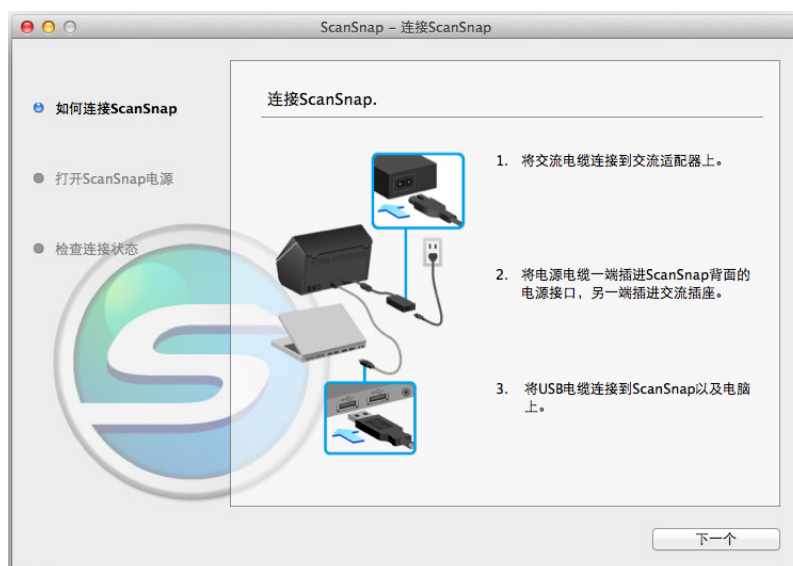 ScanSnap – 连接ScanSnap
如何连接ScanSnap
打开ScanSnap电源
检查连接状态
连接ScanSnap.
1. 将交流电缆连接到交流适配器上。
2. 将电源电缆一端插进ScanSnap背面的
电源接口，另一端插进交流插座。
3. 将USB电缆连接到ScanSnap以及电脑
上。
下一个